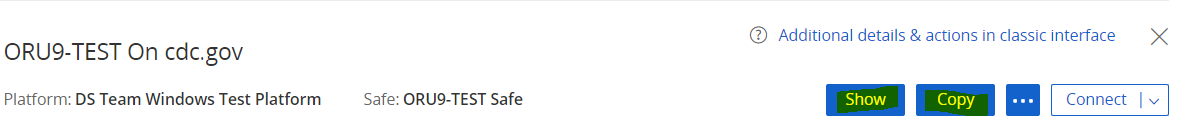 Additional details & actions in classic interface
ORU9-TEST On cdc.gov
Platform: DS Team Windows Test Platform Safe: ORU9-TEST Safe Show Copy ... Connect